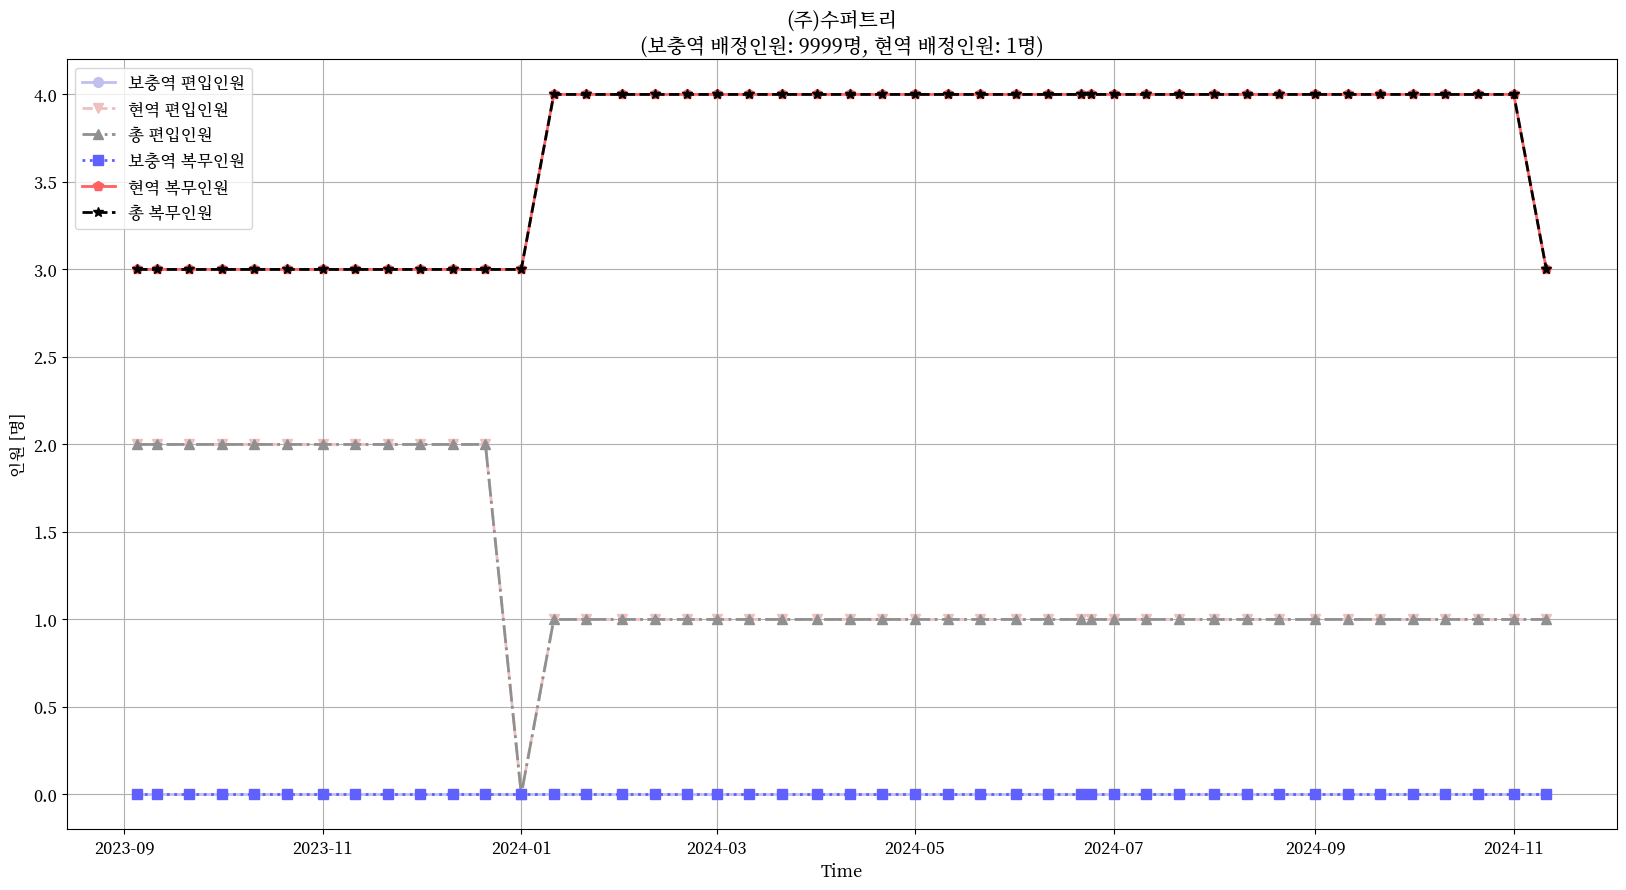 (주)수퍼트리
(보충역 배정인원: 9999명, 현역 배정인원: 1명)
보충역 편입인원
현역 편입인원
총 편입인원
보충역 복무인원
현역 복무인원
총 복무인원
인원 [명]
4.0
3.5
3.0
2.5
2.0
1.5
1.0
0.5
0.0
2023-09 2023-11 2024-01 2024-03 2024-05 2024-07 2024-09 2024-11
Time